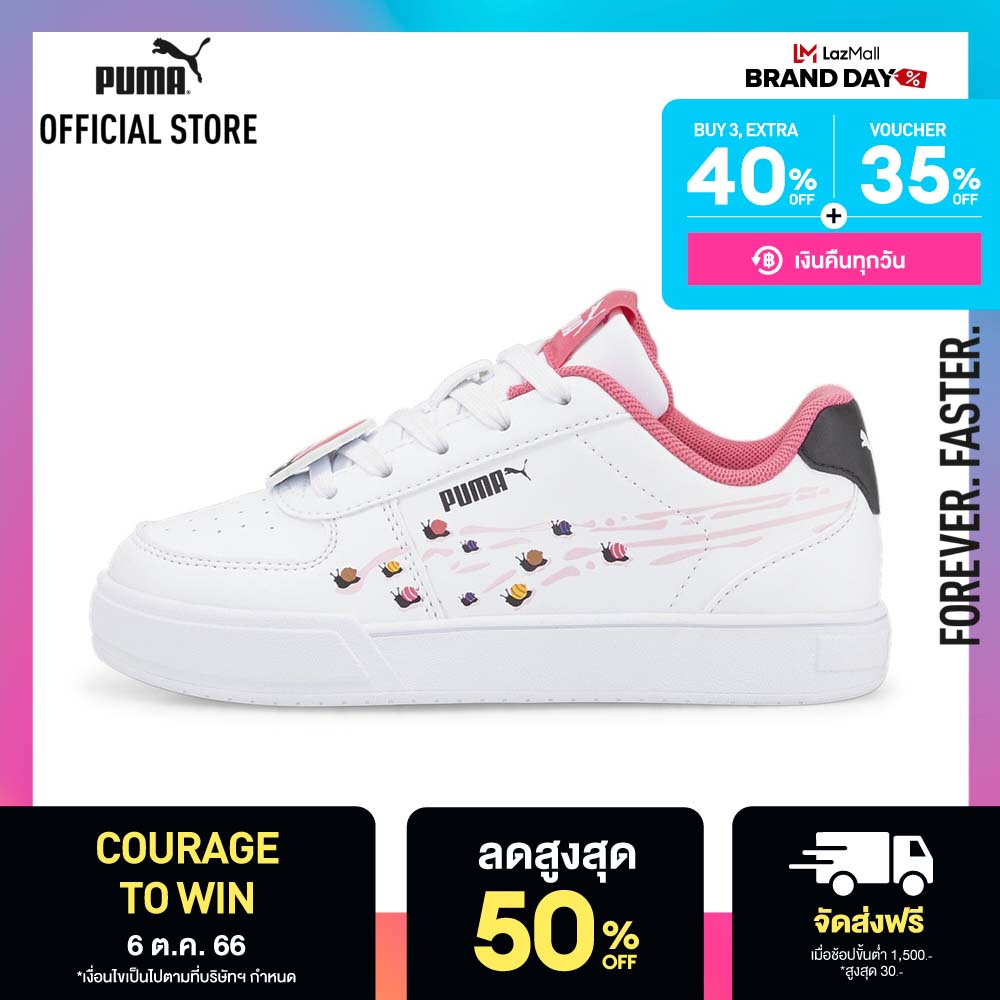 PUMA
OFFICIAL STORE
LM LazMall
BRAND DAY %
BUY 3, EXTRA
40% OFF
VOUCHER
35% OFF
+
฿ เงินคืนทุกวัน
FOREVER. FASTER.
PUMA
COURAGE
TO WIN
6 ต.ค. 66
*เงื่อนไขเป็นไปตามที่บริษัทฯ กำหนด
ลดสูงสุด
50% OFF
จัดส่งฟรี
เมื่อช้อปขั้นต่ำ 1,500.-
*สูงสุด 30.-